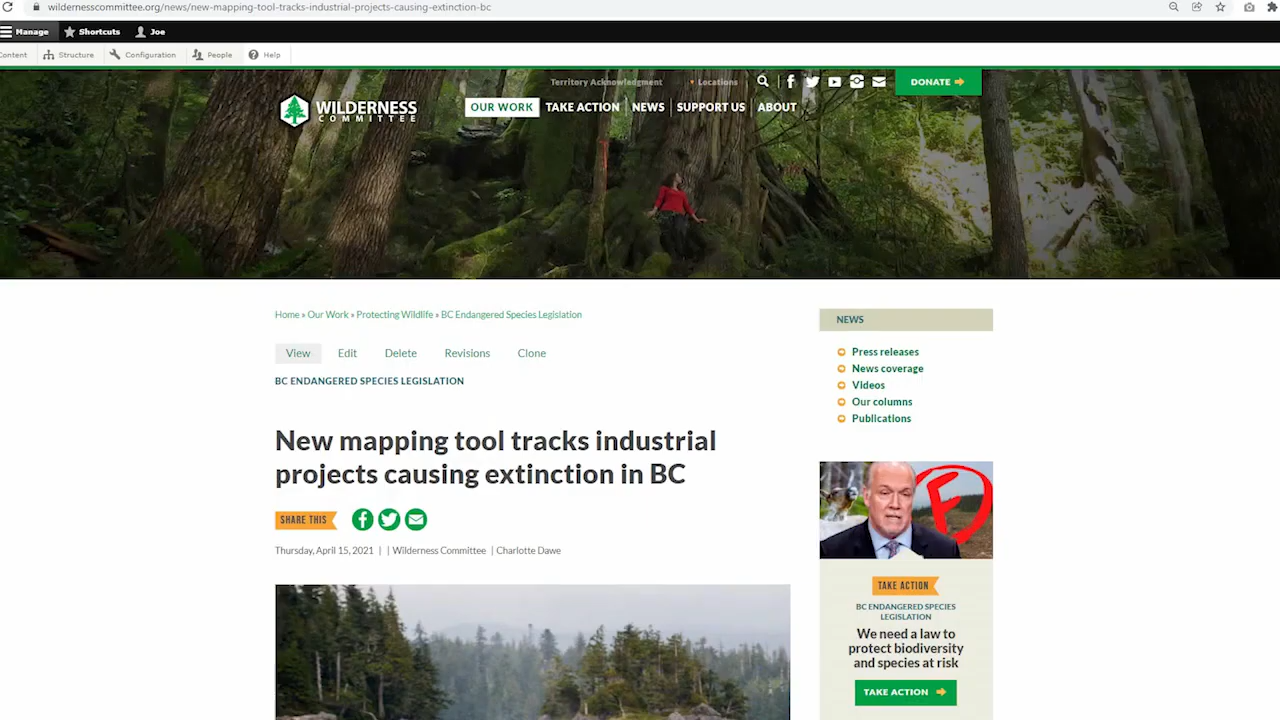 wildernesscommittee.org/news/new-mapping-tool-tracks-industrial-projects-causing-extinction-bc
Manage Shortcuts Joe
Content Structure Configuration People Help
Territory Acknowledgment Locations DONATE
WILDERNESS
COMMITTEE
OUR WORK TAKE ACTION NEWS SUPPORT US ABOUT
Home » Our Work » Protecting Wildlife » BC Endangered Species Legislation
View Edit Delete Revisions Clone
BC ENDANGERED SPECIES LEGISLATION
New mapping tool tracks industrial
projects causing extinction in BC
SHARE THIS
Thursday, April 15, 2021 | | Wilderness Committee | Charlotte Dawe
NEWS
Press releases
News coverage
Videos
Our columns
Publications
F
TAKE ACTION
BC ENDANGERED SPECIES
LEGISLATION
We need a law to
protect biodiversity
and species at risk
TAKE ACTION